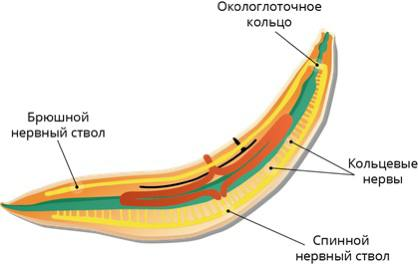 Окологлоточное
кольцо
Брюшной
нервный ствол
Кольцевые
нервы
Спинной
нервный ствол